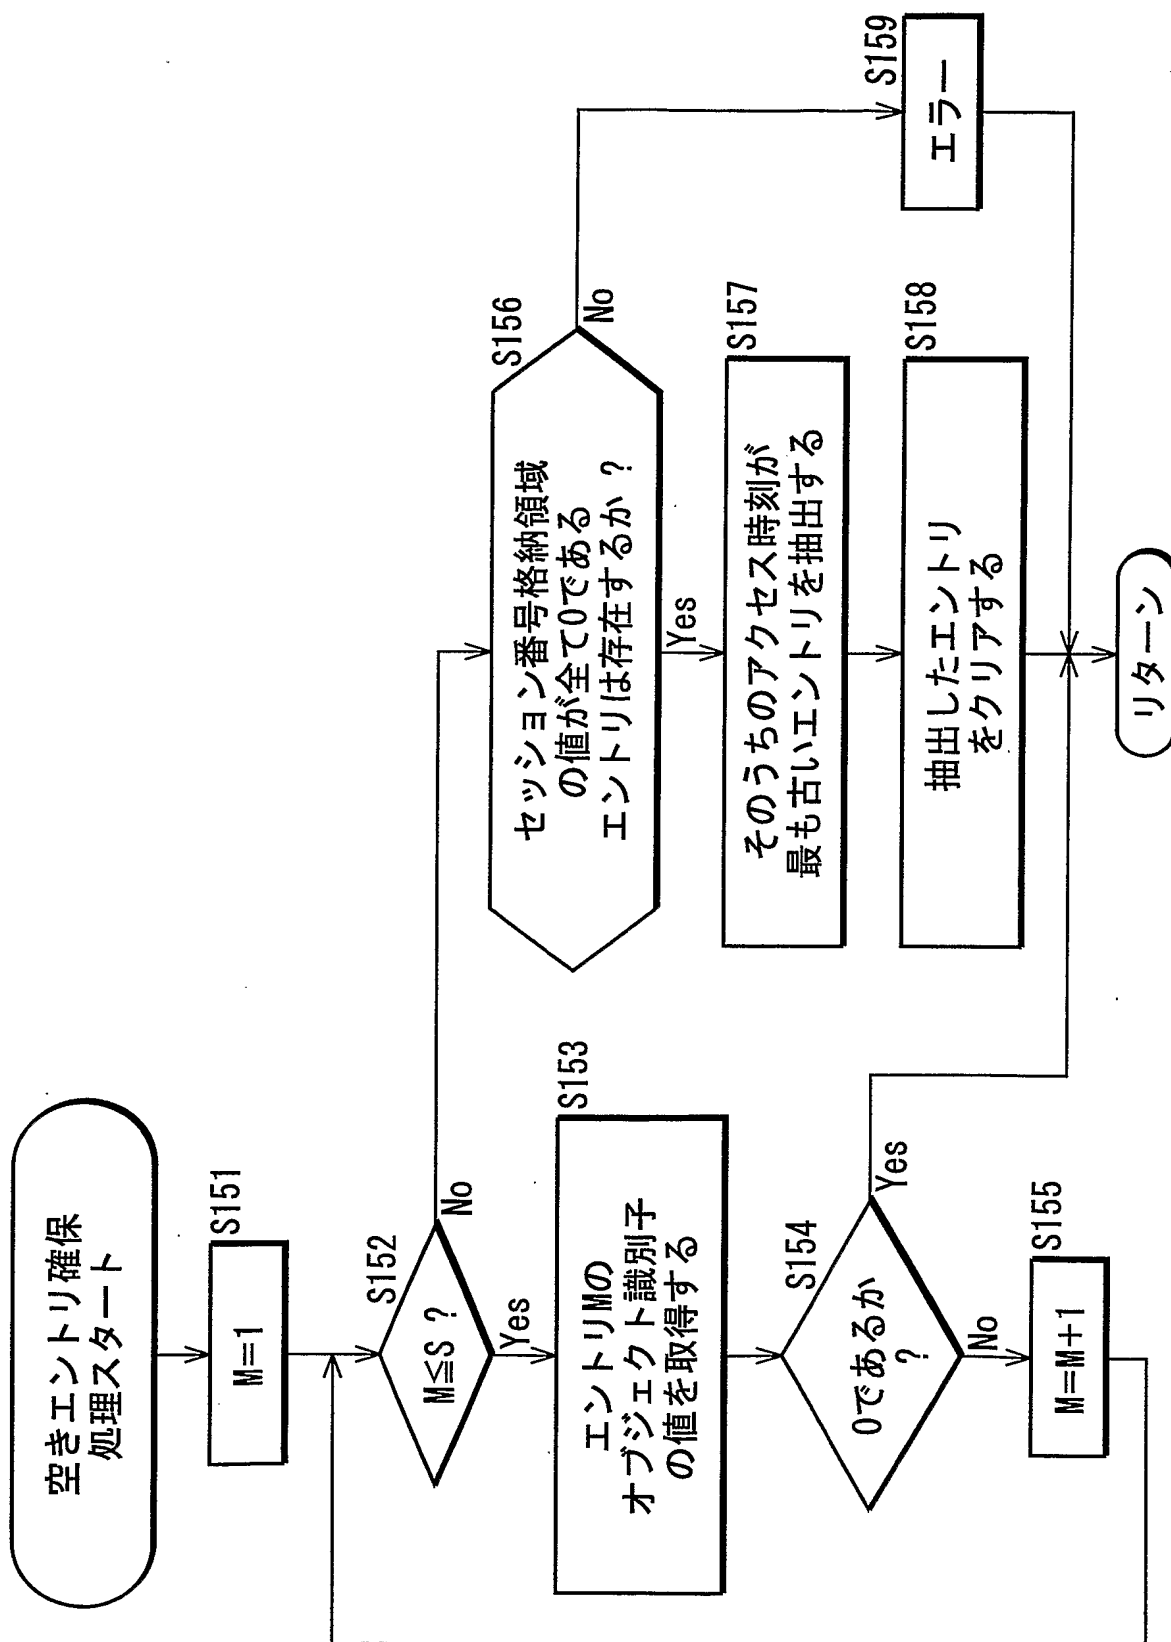 空きエントリ確保
処理スタート
S151
M=1
S152
M≦S ?
No
Yes
S153
エントリMの
オブジェクト識別子
の値を取得する
S154
0であるか
?
Yes
No
S155
M=M+1
S156
セッション番号格納領域
の値が全て0である
エントリは存在するか ?
No
Yes
S157
そのうちのアクセス時刻が
最も古いエントリを抽出する
S158
抽出したエントリ
をクリアする
S159
エラー
リターン